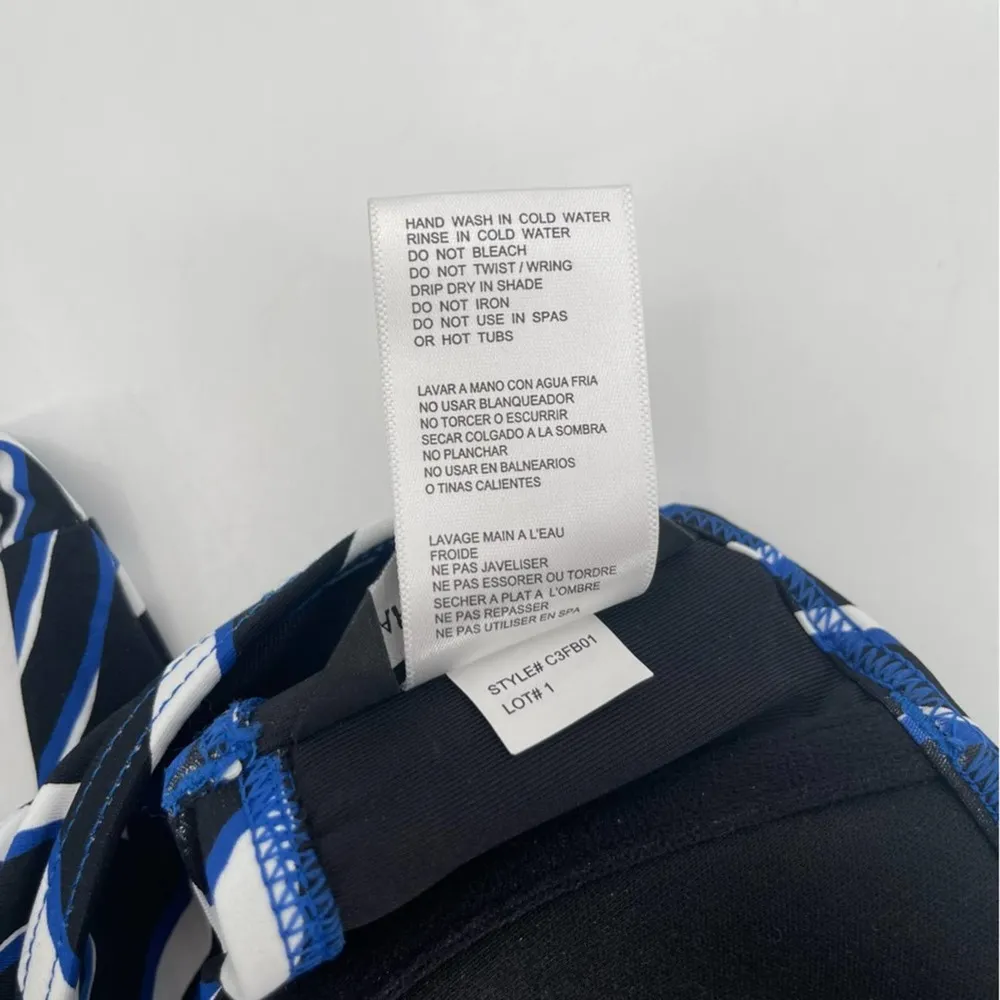 HAND WASH IN COLD WATER
RINSE IN COLD WATER
DO NOT BLEACH
DO NOT TWIST / WRING
DRIP DRY IN SHADE
DO NOT IRON
DO NOT USE IN SPAS
OR HOT TUBS
LAVAR A MANO CON AGUA FRIA
NO USAR BLANQUEADOR
NO TORCER O ESCURRIR
SECAR COLGADO A LA SOMBRA
NO PLANCHAR
NO USAR EN BALNEARIOS
O TINAS CALIENTES
LAVAGE MAIN A L'EAU
FROIDE
NE PAS JAVELISER
NE PAS ESSORER OU TORDRE
SECHER A PLAT A L'OMBRE
NE PAS REPASSER
NE PAS UTILISER EN SPA
STYLE# C3FB01
LOT# 1